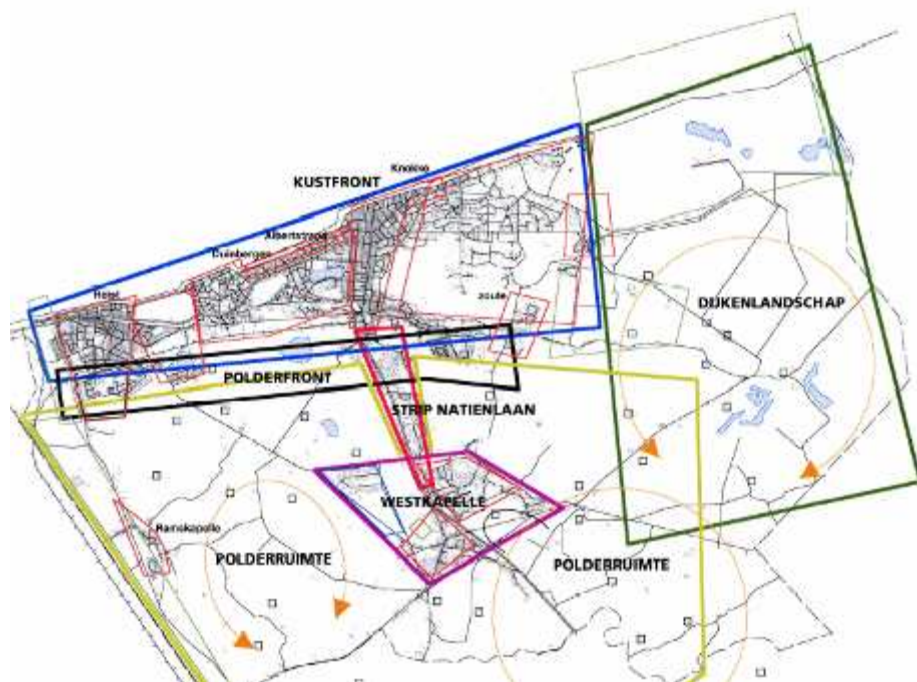 Knokke
KUSTFRONT
Albertstrand
Duinbergen
Heist
zoute
DIJKENLANDSCHAP
POLDERFRONT
STRIP NATIENLAAN
WESTKAPELLE
Ramskapelle
POLDERRUIMTE
POLDERRUIMTE